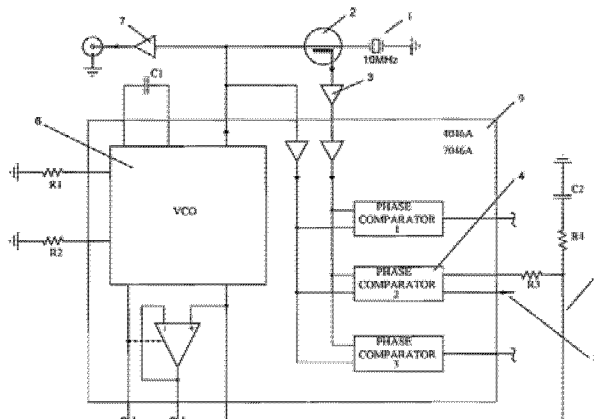 2
1
7
10MHz
C1
3
9
4046A
7046A
6
4
R1
VCO
R2
PHASE
COMPARATOR
1
C2
R4
PHASE
COMPARATOR
2
R3
PHASE
COMPARATOR
3